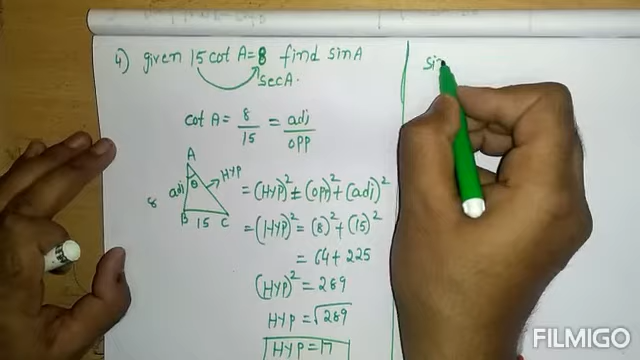 4) given 15 cot A = 8 find sin A
sec A.
cot A = 8/15 = adj/opp
A
θ
HYP
adj
8
B 15 C
= (HYP)² ± (opp)² + (adj)²
= (HYP)² = (8)² + (15)²
= 64 + 225
(HYP)² = 289
HYP = √289
HYP = 17
sin
FILMIGO